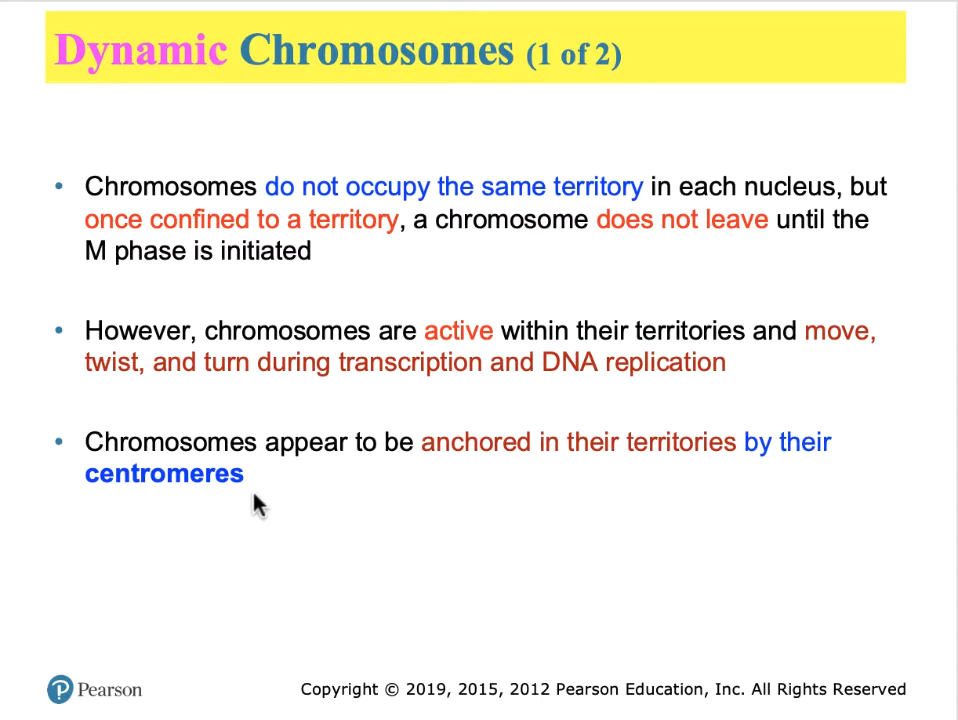 Dynamic Chromosomes (1 of 2)
• Chromosomes do not occupy the same territory in each nucleus, but
once confined to a territory, a chromosome does not leave until the
M phase is initiated
• However, chromosomes are active within their territories and move,
twist, and turn during transcription and DNA replication
• Chromosomes appear to be anchored in their territories by their
centromeres
P Pearson
Copyright © 2019, 2015, 2012 Pearson Education, Inc. All Rights Reserved